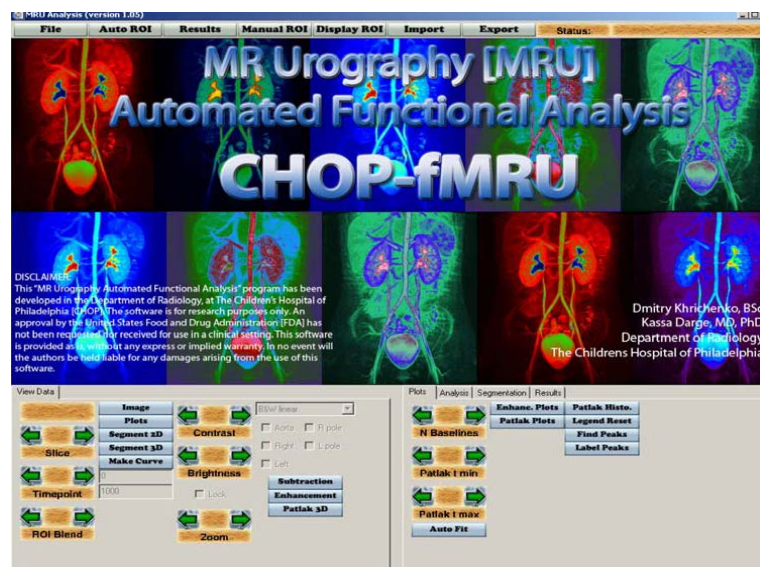 MRU Analysis (version 1.05)
File Auto ROI Results Manual ROI Display ROI Import Export Status:
MR Urography [MRU]
Automated Functional Analysis
CHOP-fMRU
DISCLAIMER:
This "MR Urography Automated Functional Analysis" program has been
developed in the Department of Radiology, at The Children's Hospital of
Philadelphia [CHOP]. The software is for research purposes only. An
approval by the United States Food and Drug Administration [FDA] has
not been requested nor received for use in a clinical setting. This software
is provided as is, without any express or implied warranty. In no event will
the authors be held liable for any damages arising from the use of this
software.
Dmitry Khrichenko, BSc
Kassa Darge, MD, PhD
Department of Radiology,
The Childrens Hospital of Philadelphia
View Data
Slice
Timepoint
ROI Blend
Image
Plots
Segment 2D
Segment 3D
Make Curve
0
1000
Contrast
Brightness
Lock
Zoom
B&W linear
Aorta R pole
Right L pole
Left
Subtraction
Enhancement
Patlak 3D
Plots Analysis Segmentation Results
N Baselines
Patlak t min
Patlak t max
Auto Fit
Enhanc. Plots Patlak Histo.
Patlak Plots Legend Reset
Find Peaks
Label Peaks